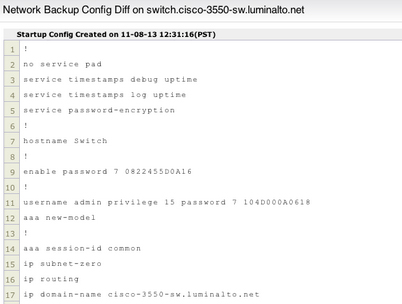 Network Backup Config Diff on switch.cisco-3550-sw.luminalto.net
Startup Config Created on 11-08-13 12:31:16(PST)
1 !
2 no service pad
3 service timestamps debug uptime
4 service timestamps log uptime
5 service password-encryption
6 !
7 hostname Switch
8 !
9 enable password 7 0822455D0A16
10 !
11 username admin privilege 15 password 7 104D000A0618
12 aaa new-model
13 !
14 aaa session-id common
15 ip subnet-zero
16 ip routing
17 ip domain-name cisco-3550-sw.luminalto.net